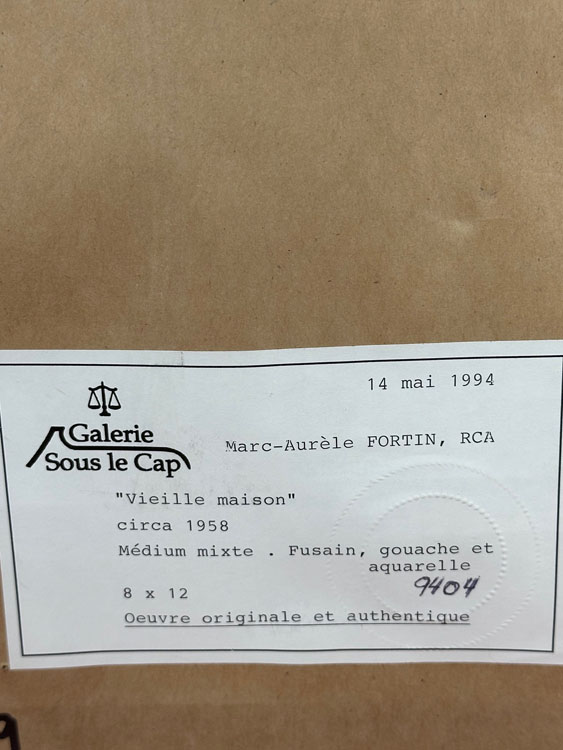 14 mai 1994
Galerie
Sous le Cap
Marc-Aurèle FORTIN, RCA
"Vieille maison"
circa 1958
Médium mixte . Fusain, gouache et
aquarelle
9404
8 x 12
Oeuvre originale et authentique